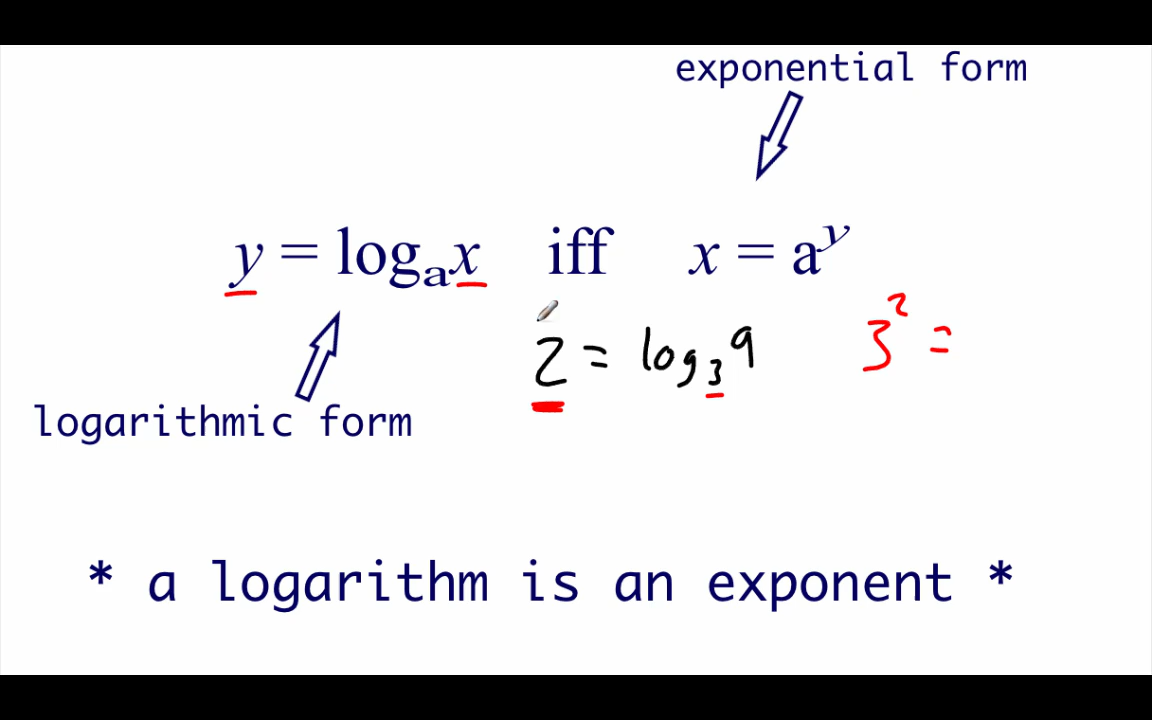 exponential form
y = logₐx iff x = aʸ
2 = log₃9 3² =
logarithmic form
* a logarithm is an exponent *